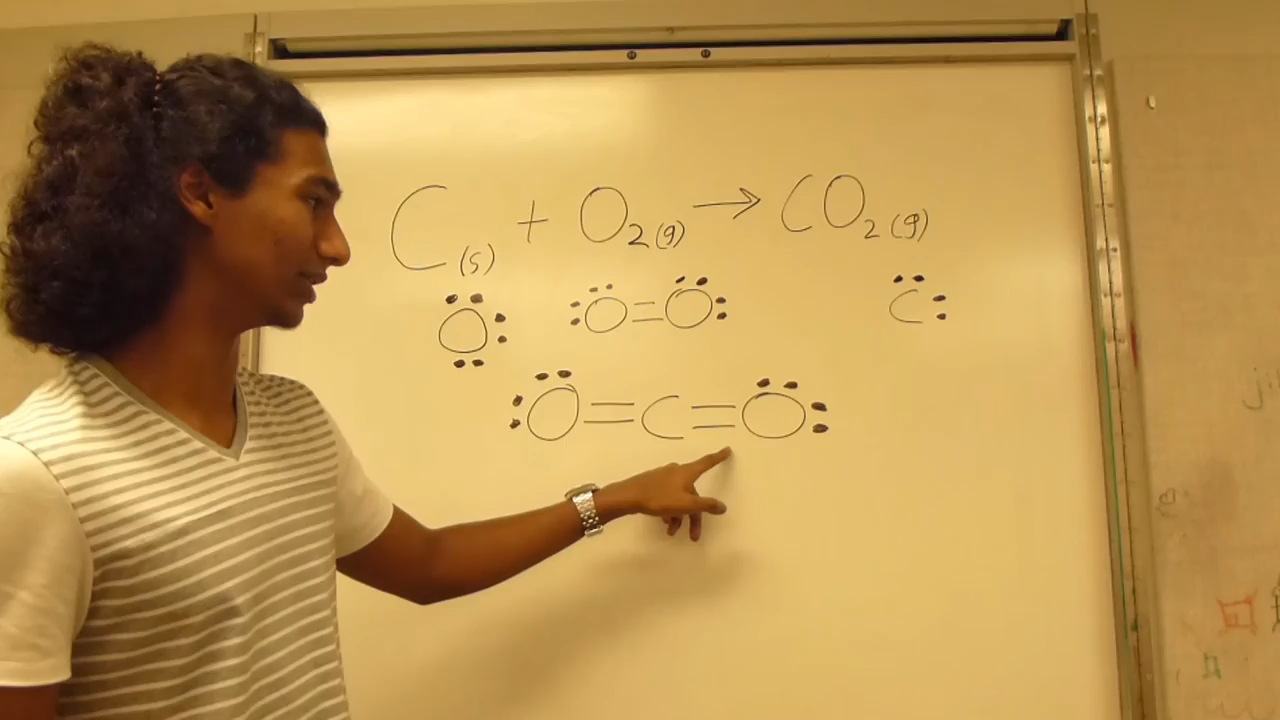 C(s) + O2(g) → CO2(g)
O O=O C
O=C=O